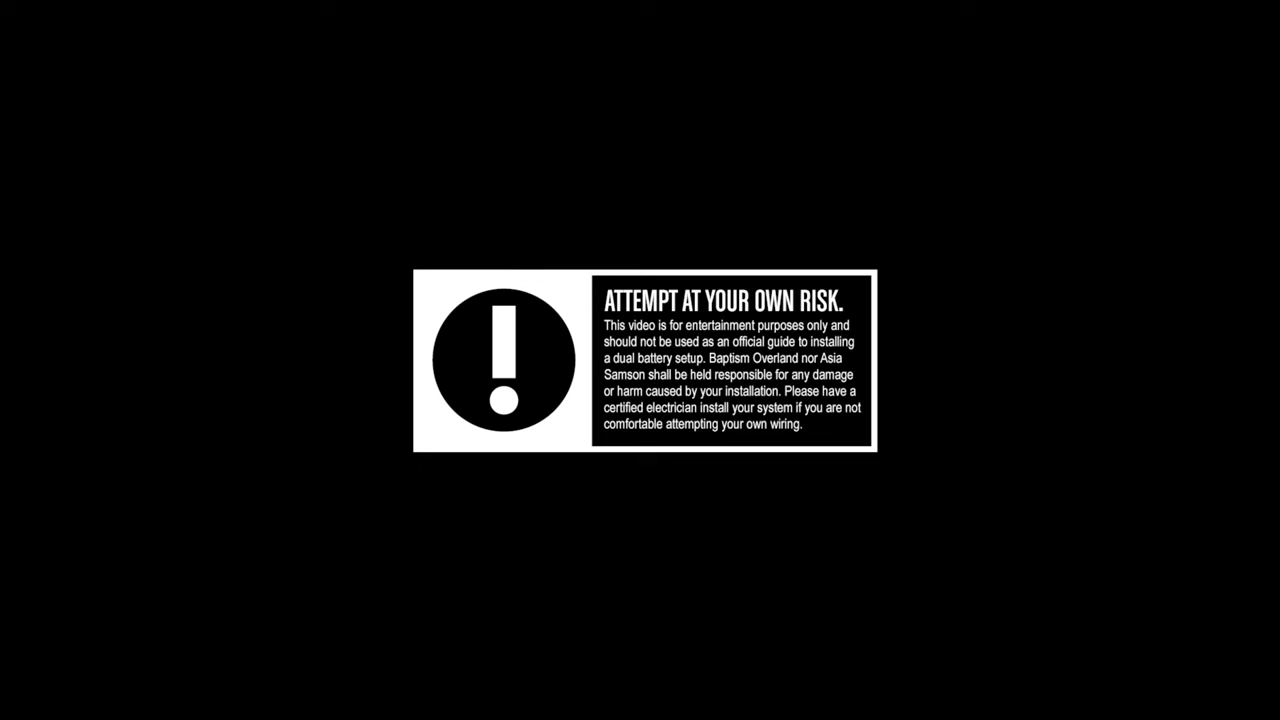 ATTEMPT AT YOUR OWN RISK.
This video is for entertainment purposes only and
should not be used as an official guide to installing
a dual battery setup. Baptism Overland nor Asia
Samson shall be held responsible for any damage
or harm caused by your installation. Please have a
certified electrician install your system if you are not
comfortable attempting your own wiring.